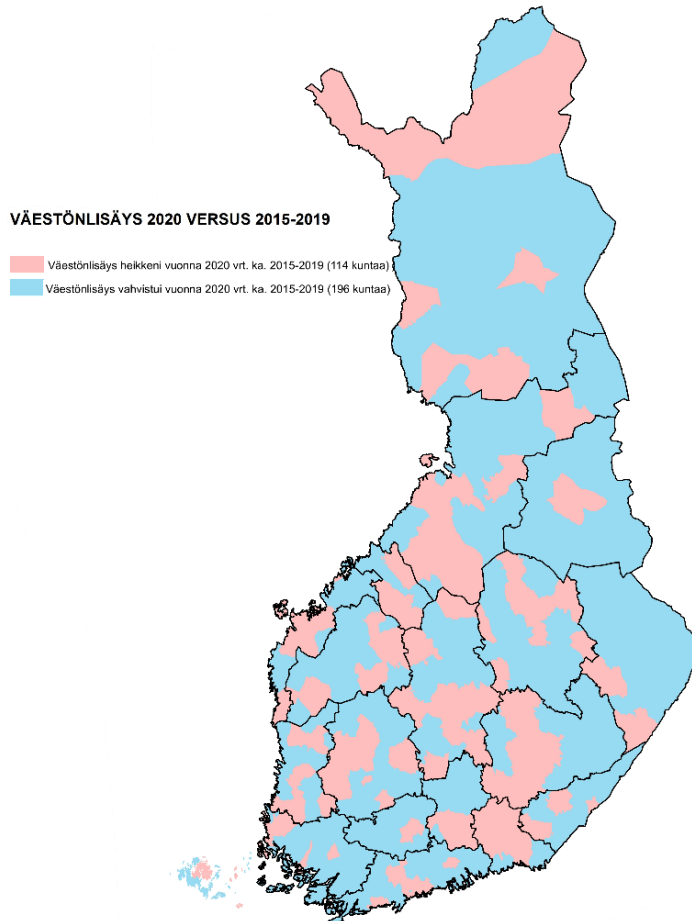 VÄESTÖNLISÄYS 2020 VERSUS 2015-2019
Väestönlisäys heikkeni vuonna 2020 vrt. ka. 2015-2019 (114 kuntaa)
Väestönlisäys vahvistui vuonna 2020 vrt. ka. 2015-2019 (196 kuntaa)